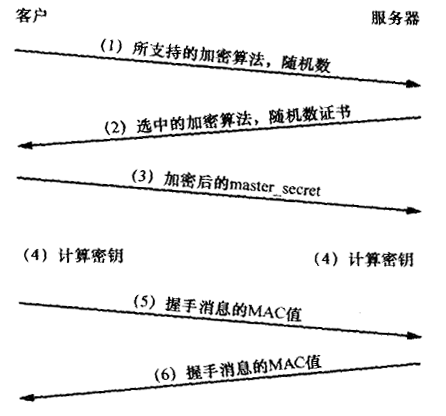 客户 服务器
(1) 所支持的加密算法，随机数
(2) 选中的加密算法，随机数证书
(3) 加密后的master_secret
(4) 计算密钥 (4) 计算密钥
(5) 握手消息的MAC值
(6) 握手消息的MAC值